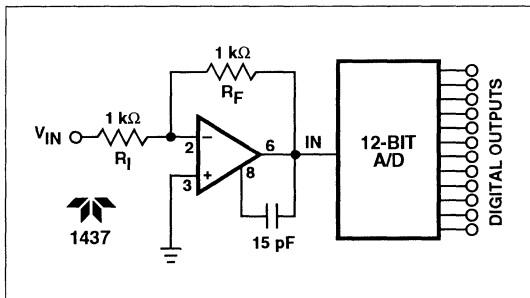 1 kΩ
R_F
1 kΩ
V_IN
R_I
2
−
6
IN
3
+
8
15 pF
1437
12-BIT
A/D
DIGITAL OUTPUTS